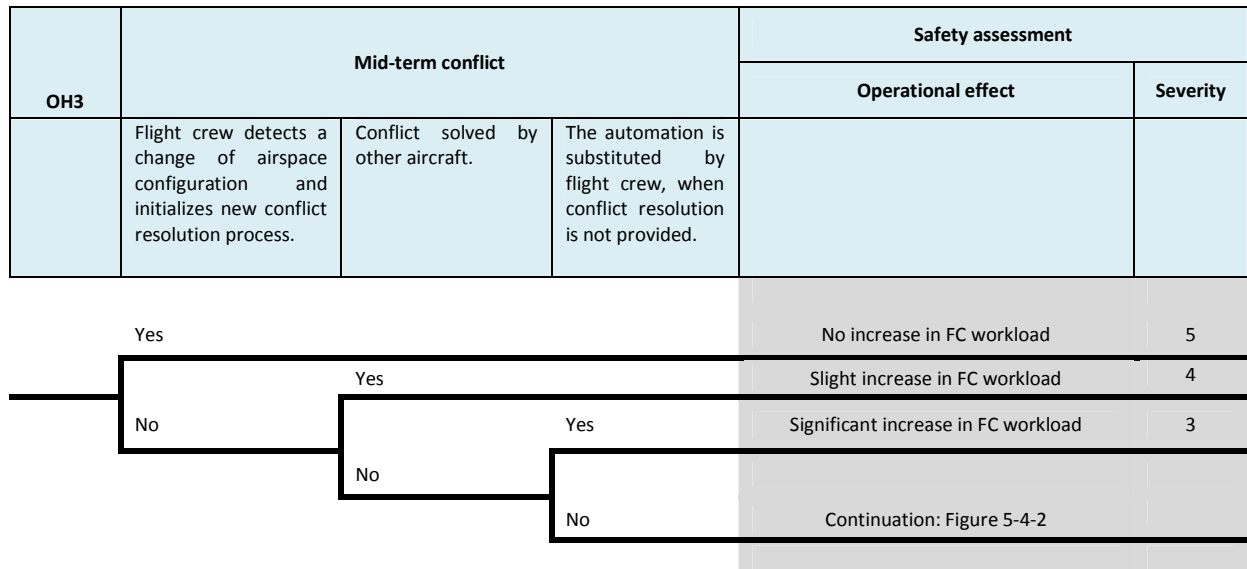 OH3
Mid-term conflict
Safety assessment
Operational effect
Severity
Flight crew detects a
change of airspace
configuration and
initializes new conflict
resolution process.
Conflict solved by
other aircraft.
The automation is
substituted by
flight crew, when
conflict resolution
is not provided.
Yes
No increase in FC workload
5
Yes
Slight increase in FC workload
4
No
Yes
Significant increase in FC workload
3
No
No
Continuation: Figure 5-4-2